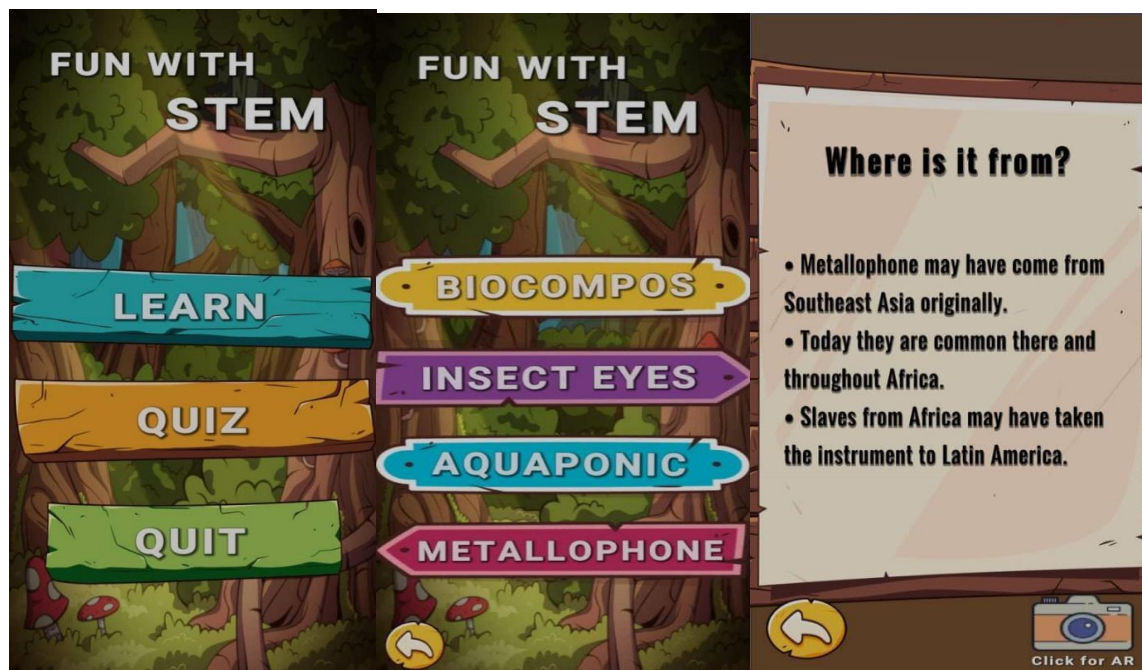 FUN WITH
STEM
LEARN
QUIZ
QUIT
FUN WITH
STEM
BIOCOMPOS
INSECT EYES
AQUAPONIC
METALLOPHONE
Where is it from?
• Metallophone may have come from
Southeast Asia originally.
• Today they are common there and
throughout Africa.
• Slaves from Africa may have taken
the instrument to Latin America.
Click for AR